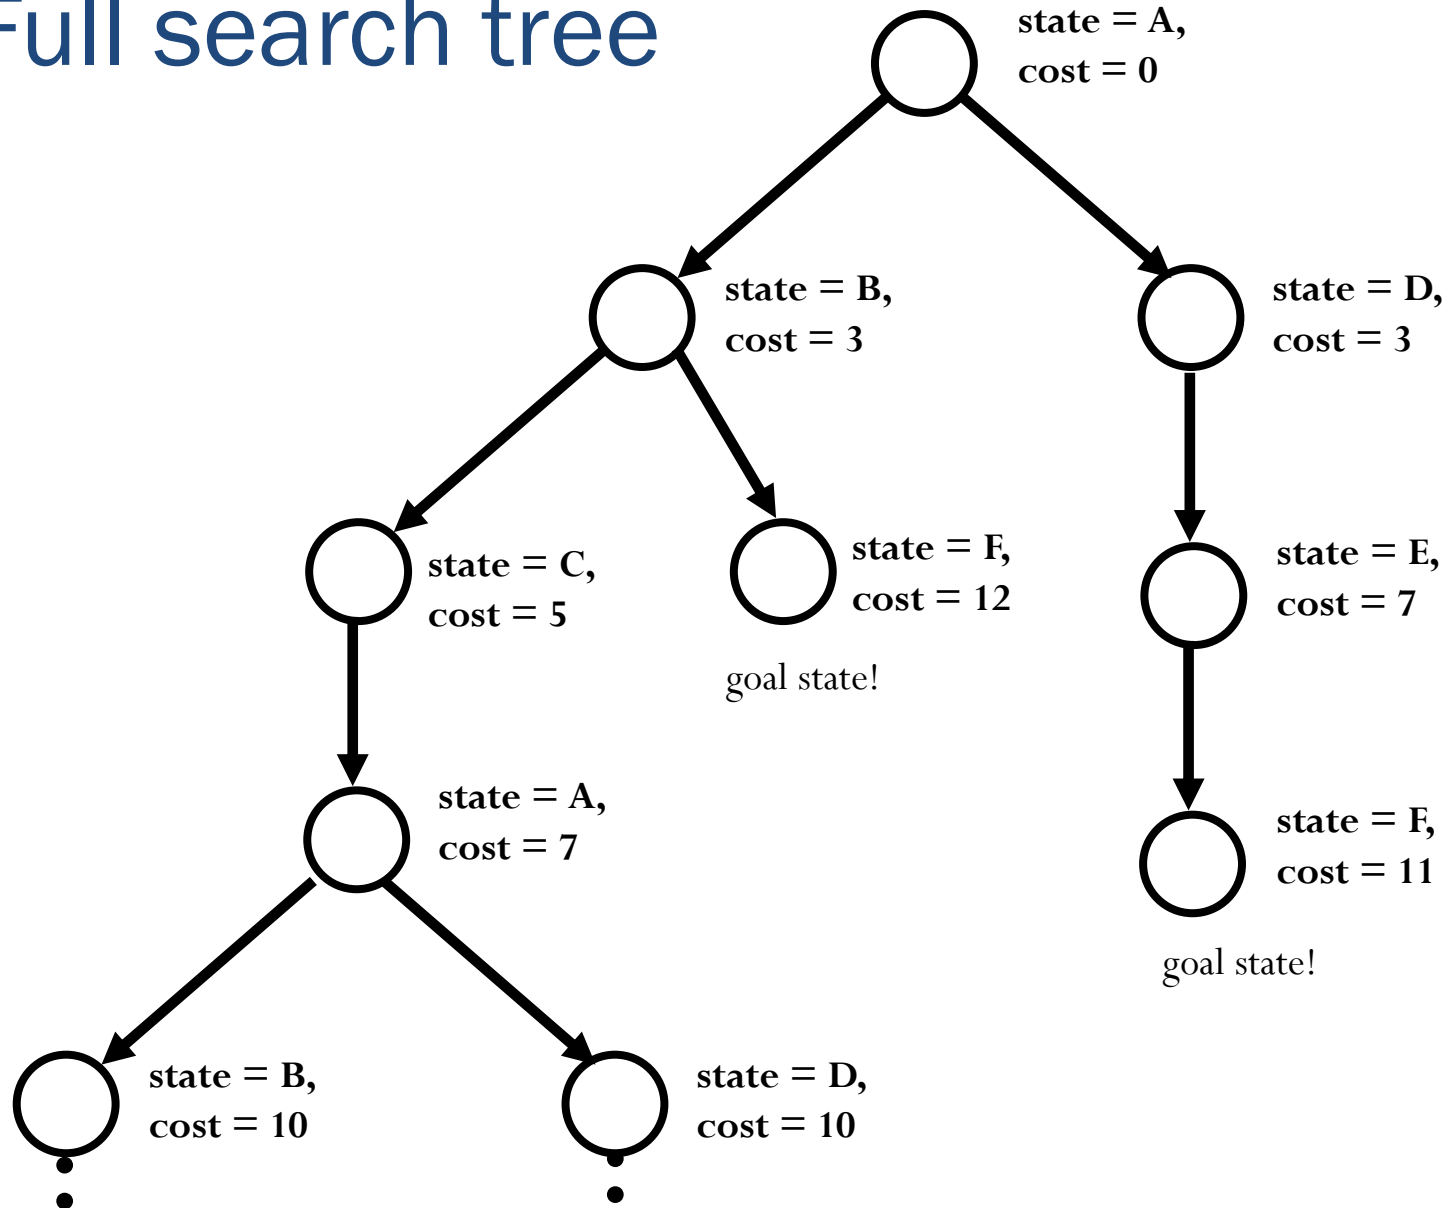 Full search tree
state = A,
cost = 0
state = B,
cost = 3
state = D,
cost = 3
state = C,
cost = 5
state = F,
cost = 12
goal state!
state = E,
cost = 7
state = A,
cost = 7
state = F,
cost = 11
goal state!
state = B,
cost = 10
state = D,
cost = 10